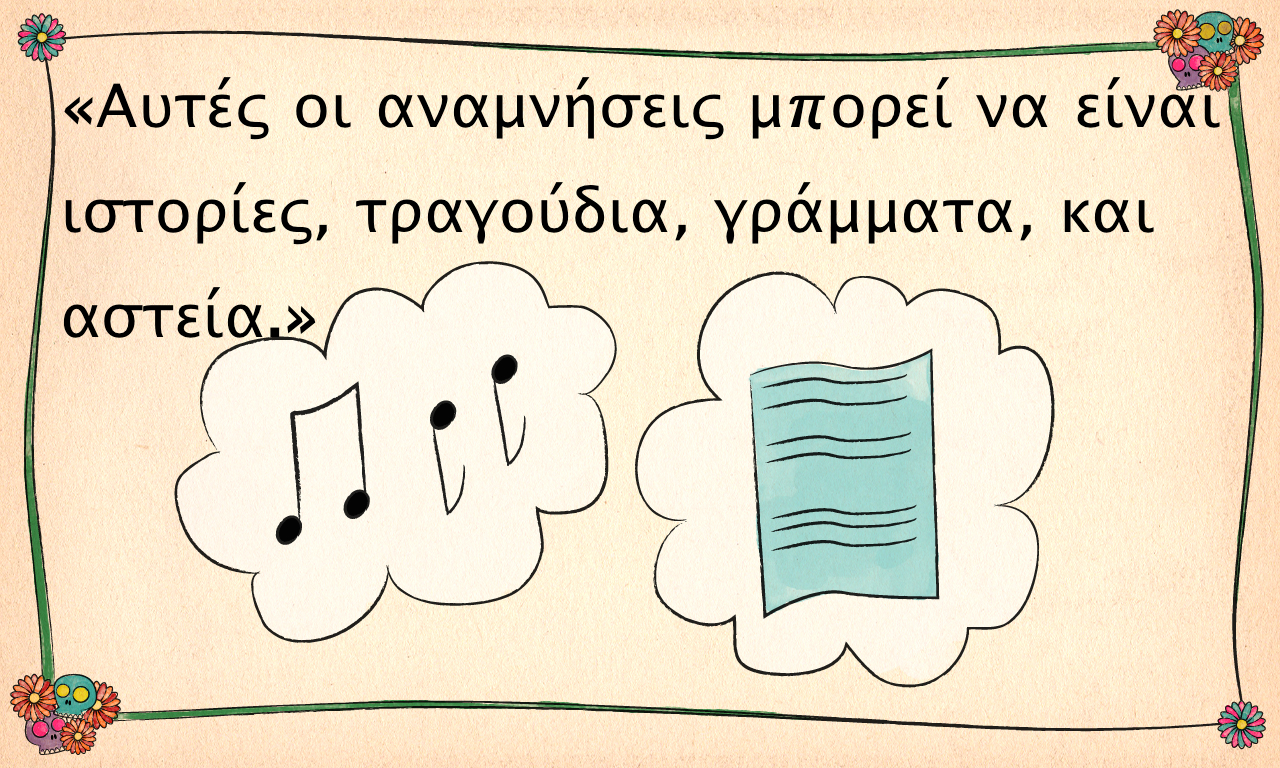 «Αυτές οι αναμνήσεις μπορεί να είναι
ιστορίες, τραγούδια, γράμματα, και
αστεία.»